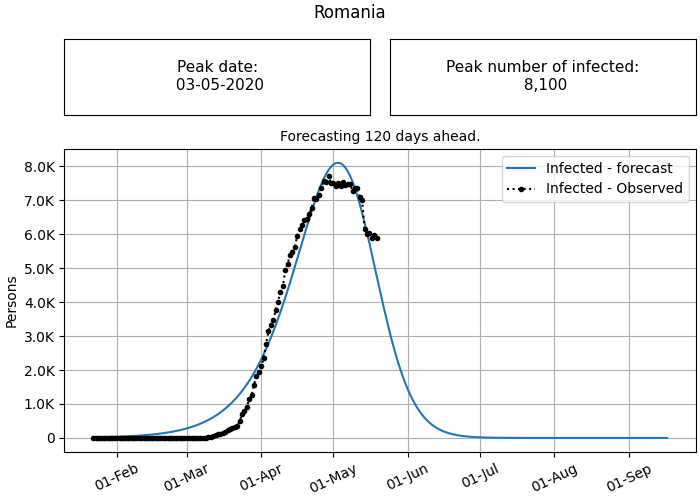 Romania
Peak date:
03-05-2020
Peak number of infected:
8,100
Forecasting 120 days ahead.
Infected - forecast
Infected - Observed
Persons
8.0K
7.0K
6.0K
5.0K
4.0K
3.0K
2.0K
1.0K
0
01-Feb
01-Mar
01-Apr
01-May
01-Jun
01-Jul
01-Aug
01-Sep